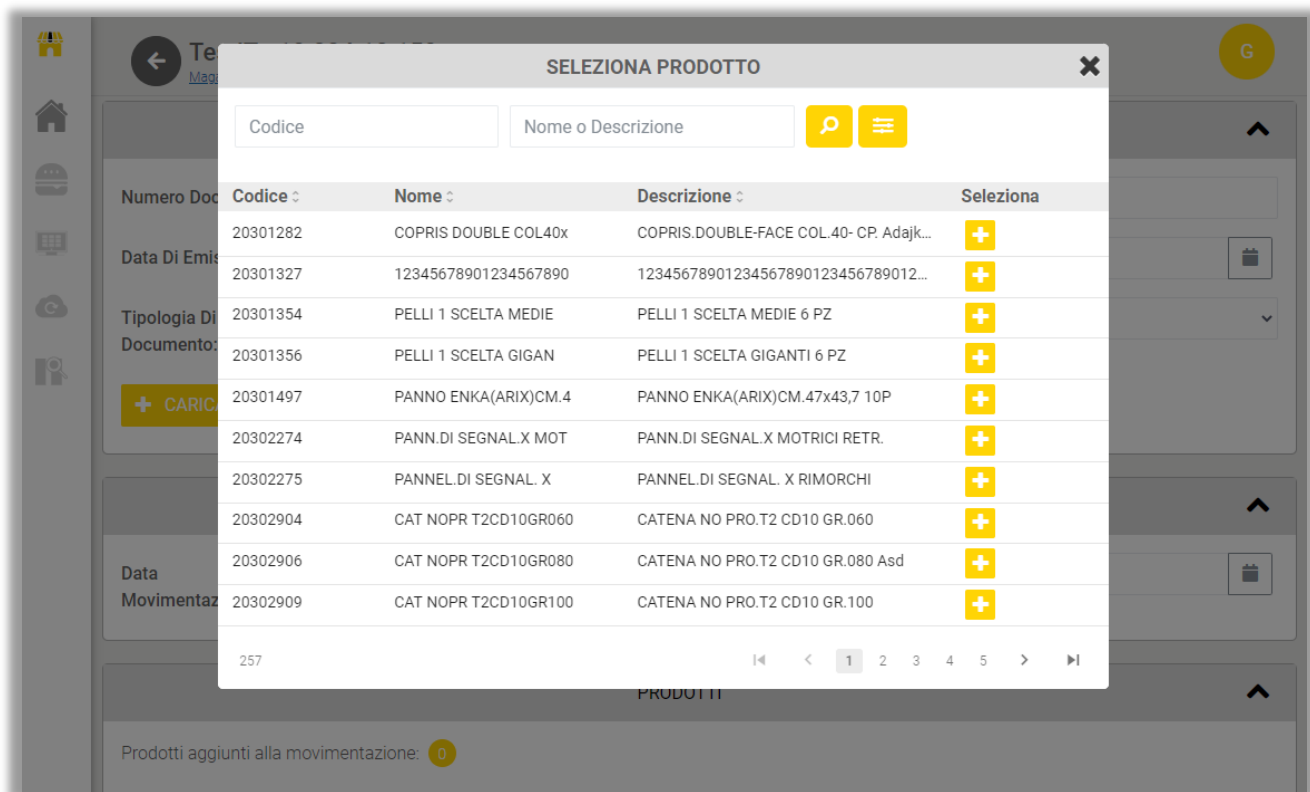 G
SELEZIONA PRODOTTO
Codice Nome o Descrizione
Numero Doc
Data Di Emis
Tipologia Di
Documento:
+ CARICA
Codice Nome Descrizione Seleziona
20301282 COPRIS DOUBLE COL40x COPRIS.DOUBLE-FACE COL.40- CP. Adajk...
20301327 12345678901234567890 1234567890123456789012345678901 2...
20301354 PELLI 1 SCELTA MEDIE PELLI 1 SCELTA MEDIE 6 PZ
20301356 PELLI 1 SCELTA GIGAN PELLI 1 SCELTA GIGANTI 6 PZ
20301497 PANNO ENKA(ARIX)CM.4 PANNO ENKA(ARIX)CM.47x43,7 10P
20302274 PANN.DI SEGNAL.X MOT PANN.DI SEGNAL.X MOTRICI RETR.
20302275 PANNEL.DI SEGNAL. X PANNEL.DI SEGNAL. X RIMORCHI
20302904 CAT NOPR T2CD10GR060 CATENA NO PRO.T2 CD10 GR.060
20302906 CAT NOPR T2CD10GR080 CATENA NO PRO.T2 CD10 GR.080 Asd
20302909 CAT NOPR T2CD10GR100 CATENA NO PRO.T2 CD10 GR.100
257 1 2 3 4 5
Data
Movimentaz
PRODOTTI
Prodotti aggiunti alla movimentazione: 0